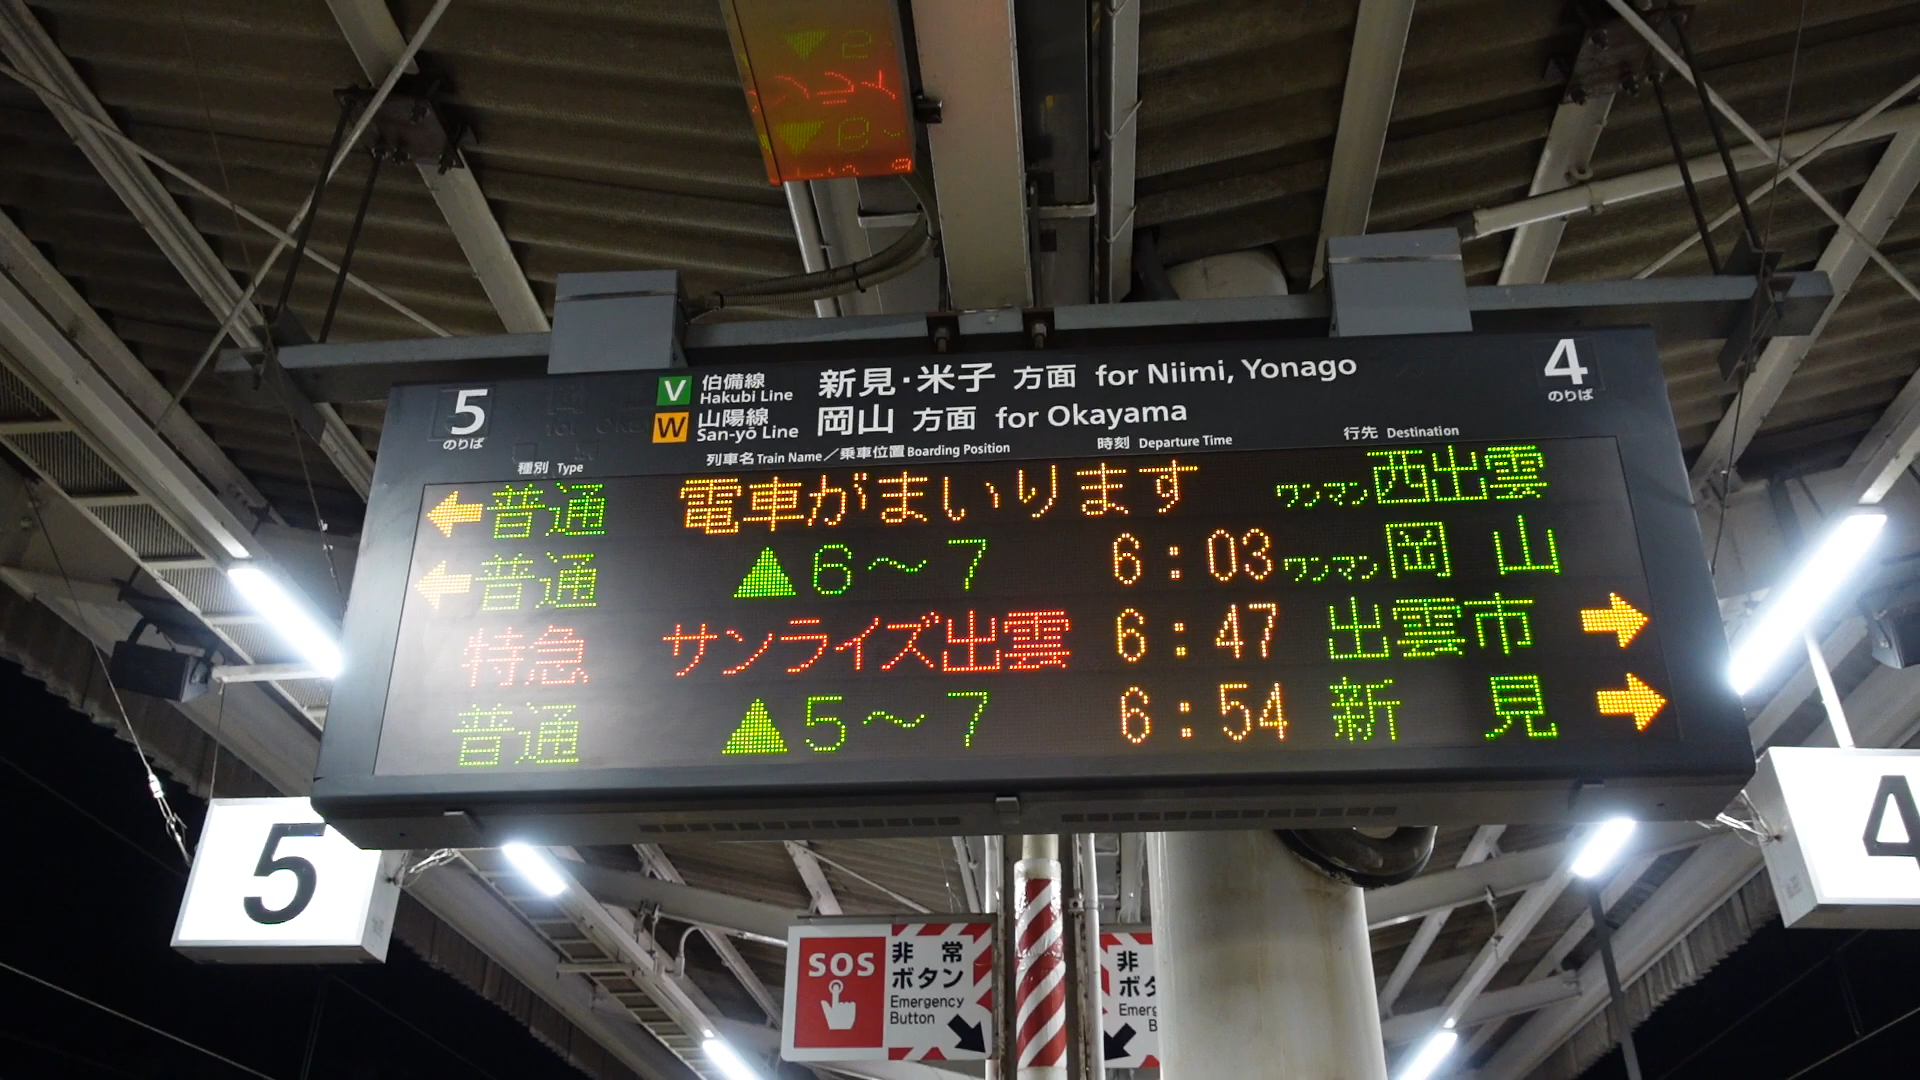 5
のりば
V 伯備線 Hakubi Line 新見・米子 方面 for Niimi, Yonago
W 山陽線 San-yō Line 岡山 方面 for Okayama
4
のりば
種別 Type 列車名 Train Name／乗車位置 Boarding Position 時刻 Departure Time 行先 Destination
← 普通 電車がまいります ワンマン 西出雲
← 普通 ▲6～7 6:03 ワンマン 岡山
特急 サンライズ出雲 6:47 出雲市 →
普通 ▲5～7 6:54 新見 →
5
4
SOS 非常ボタン
Emergency
Button
非
ボタ
Emerg
B